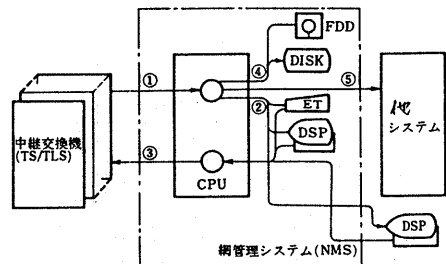 FDD
④
DISK
①
⑤
②
ET
DSP
他
システム
中継交換機
(TS/TLS)
③
CPU
DSP
網管理システム(NMS)